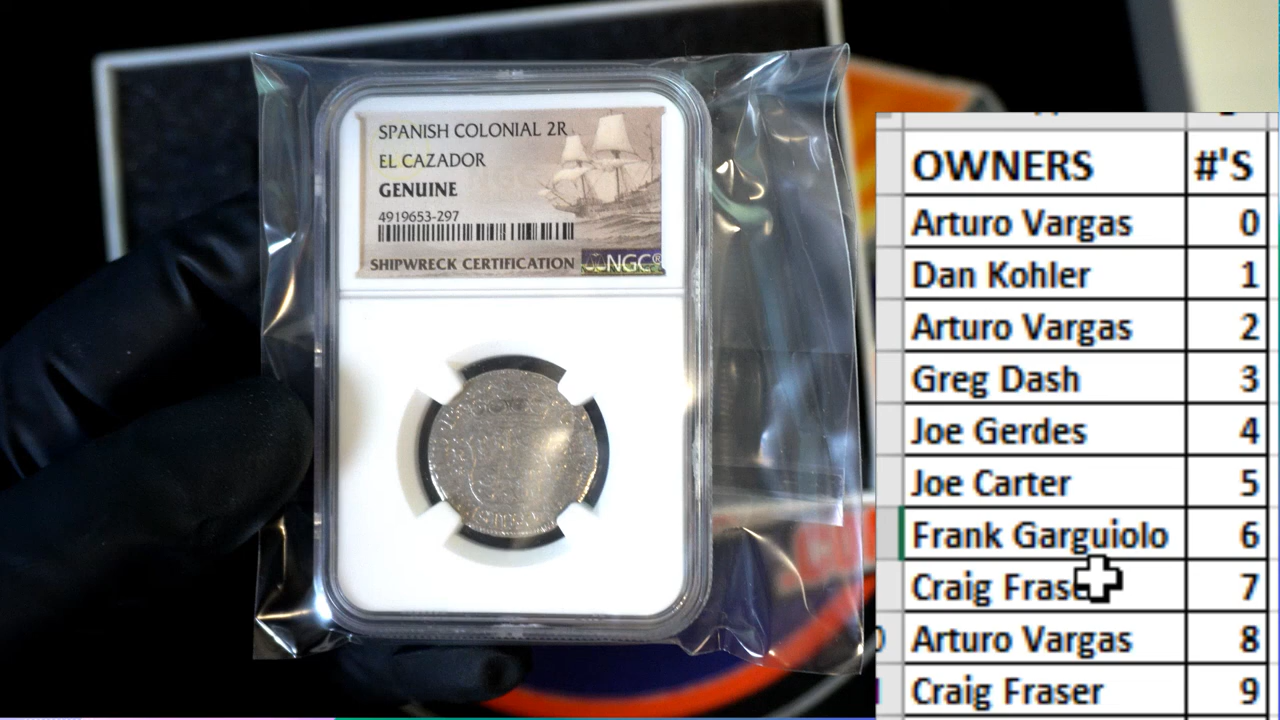 SPANISH COLONIAL 2R
EL CAZADOR
GENUINE
4919653-297
SHIPWRECK CERTIFICATION NGC®
OWNERS #'S
Arturo Vargas 0
Dan Kohler 1
Arturo Vargas 2
Greg Dash 3
Joe Gerdes 4
Joe Carter 5
Frank Garguiolo 6
Craig 7
Arturo Vargas 8
Craig Fraser 9